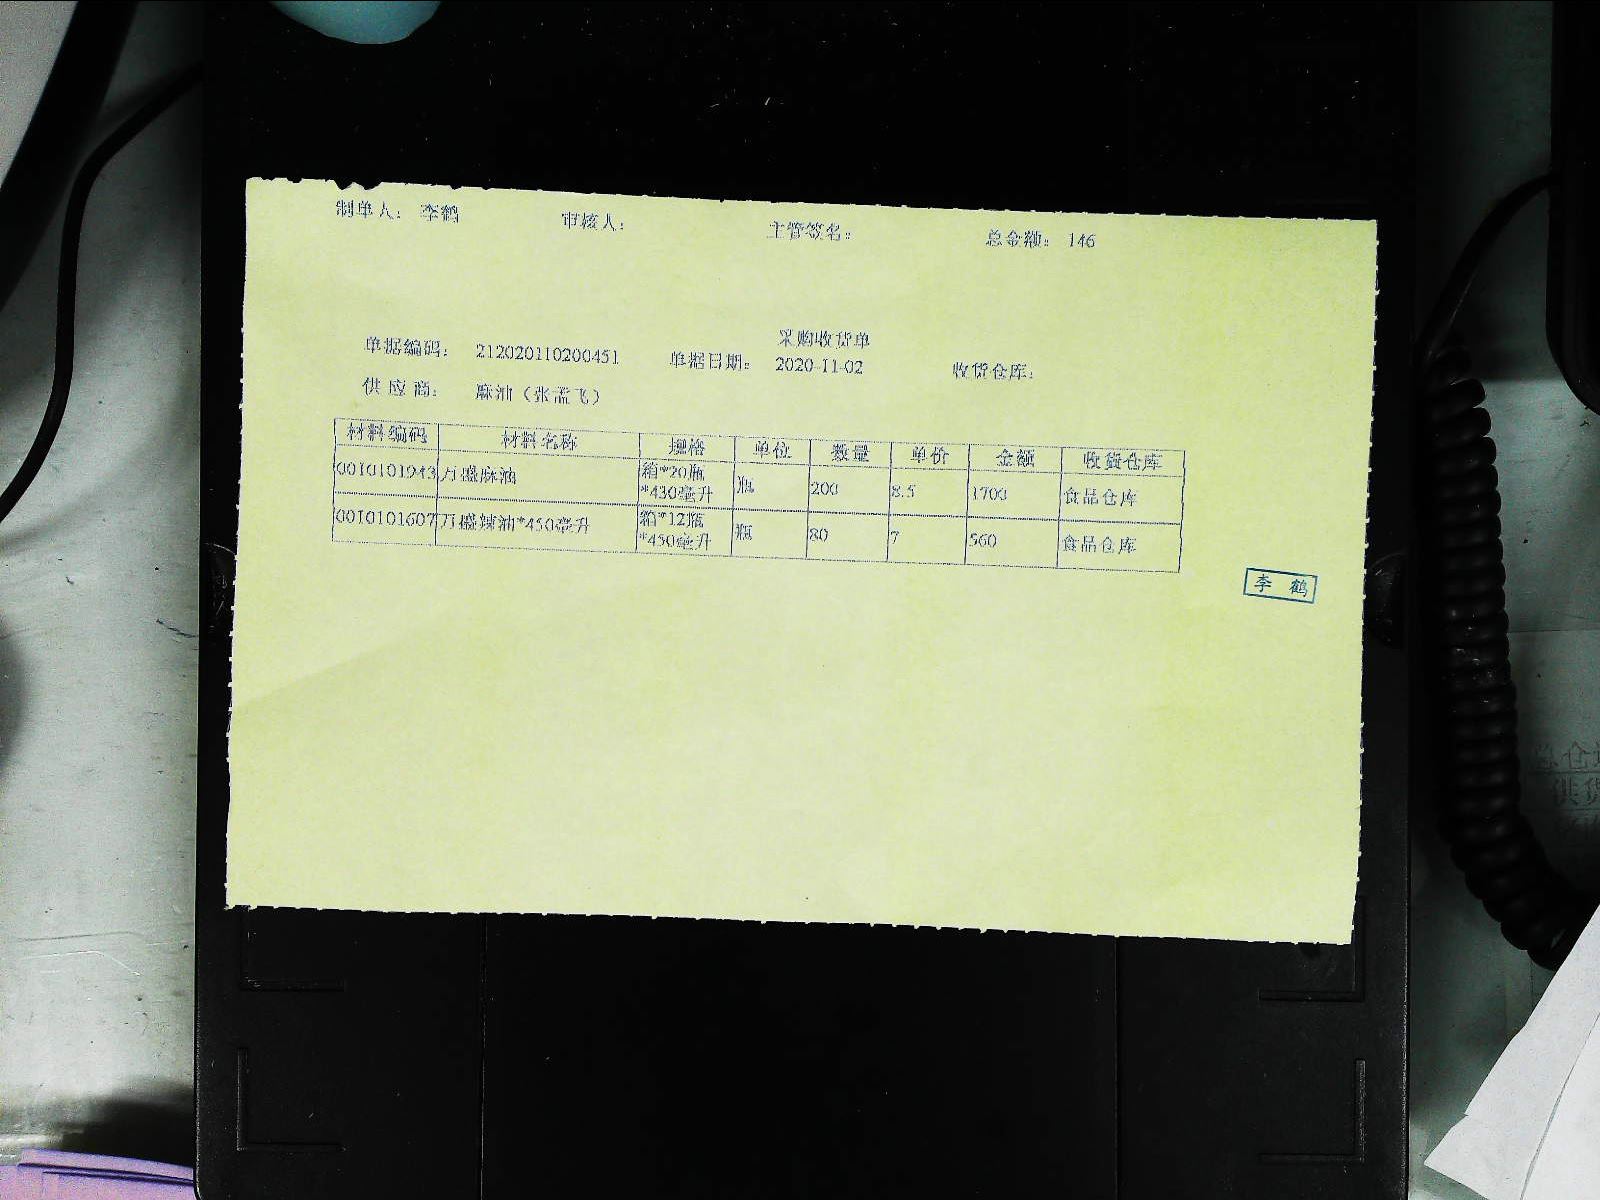 制单人： 李鹤 审核人： 主管签名： 总金额： 146
采购收货单
单据编码： 212020110200451 单据日期： 2020-11-02 收货仓库：
供应商： 麻油（张孟飞）
材料编码 材料名称 规格 单位 数量 单价 金额 收货仓库
0010101943 万盛麻油 箱*20瓶 瓶 200 8.5 1700 食品仓库
*430毫升
0010101607 万盛辣油*450毫升 箱*12瓶 瓶 80 7 560 食品仓库
*450毫升
李 鹤
总仓
供货